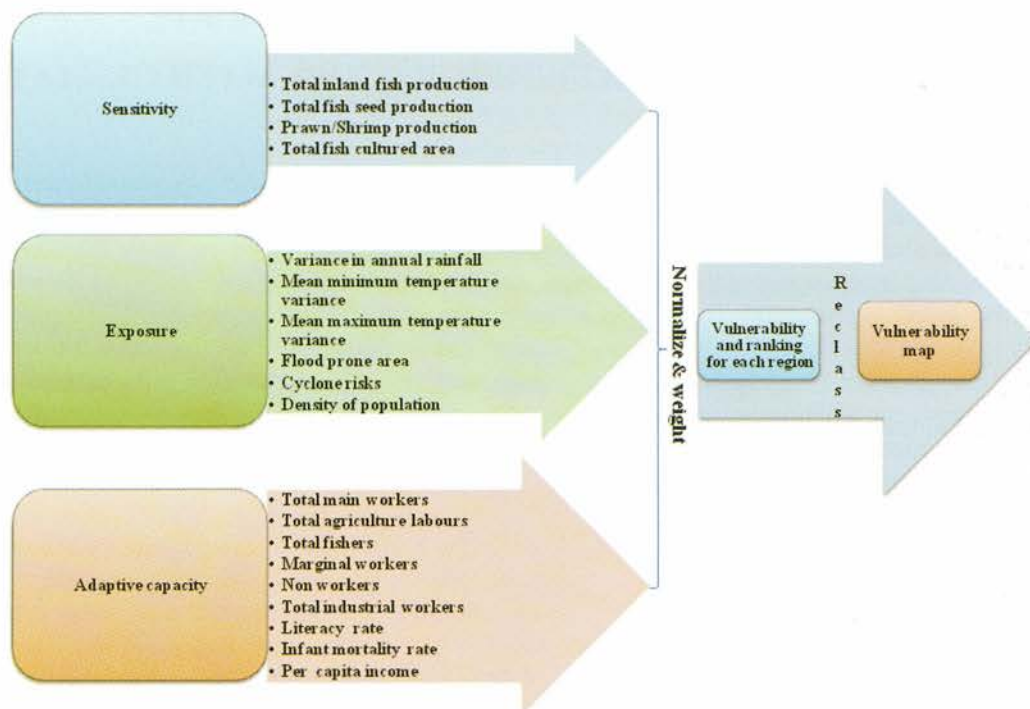 Sensitivity
• Total inland fish production
• Total fish seed production
• Prawn/Shrimp production
• Total fish cultured area
Exposure
• Variance in annual rainfall
• Mean minimum temperature
variance
• Mean maximum temperature
variance
• Flood prone area
• Cyclone risks
• Density of population
Adaptive capacity
• Total main workers
• Total agriculture labours
• Total fishers
• Marginal workers
• Non workers
• Total industrial workers
• Literacy rate
• Infant mortality rate
• Per capita income
Normalize & weight
Vulnerability
and ranking
for each region
Reclass
Vulnerability
map